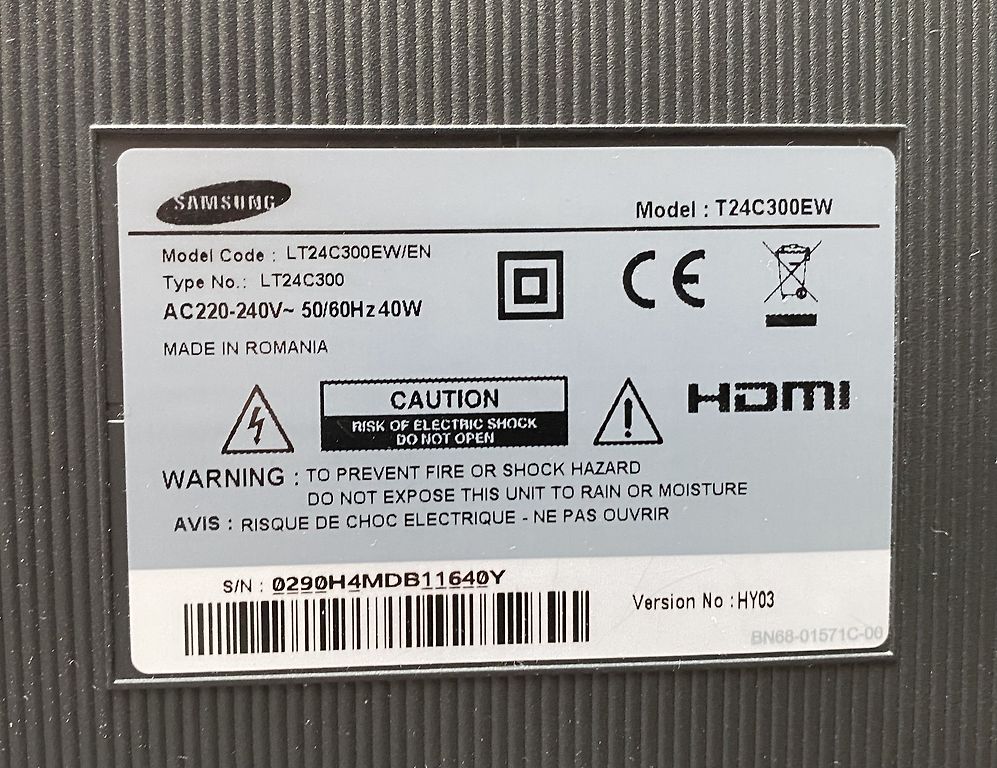 SAMSUNG
Model : T24C300EW
Model Code : LT24C300EW/EN
Type No.: LT24C300
AC220-240V~ 50/60Hz 40W
MADE IN ROMANIA
CE
CAUTION
RISK OF ELECTRIC SHOCK
DO NOT OPEN
HDMI
WARNING : TO PREVENT FIRE OR SHOCK HAZARD
DO NOT EXPOSE THIS UNIT TO RAIN OR MOISTURE
AVIS : RISQUE DE CHOC ELECTRIQUE - NE PAS OUVRIR
S/N : 0290H4MDB11640Y
Version No : HY03
BN68-01571C-00